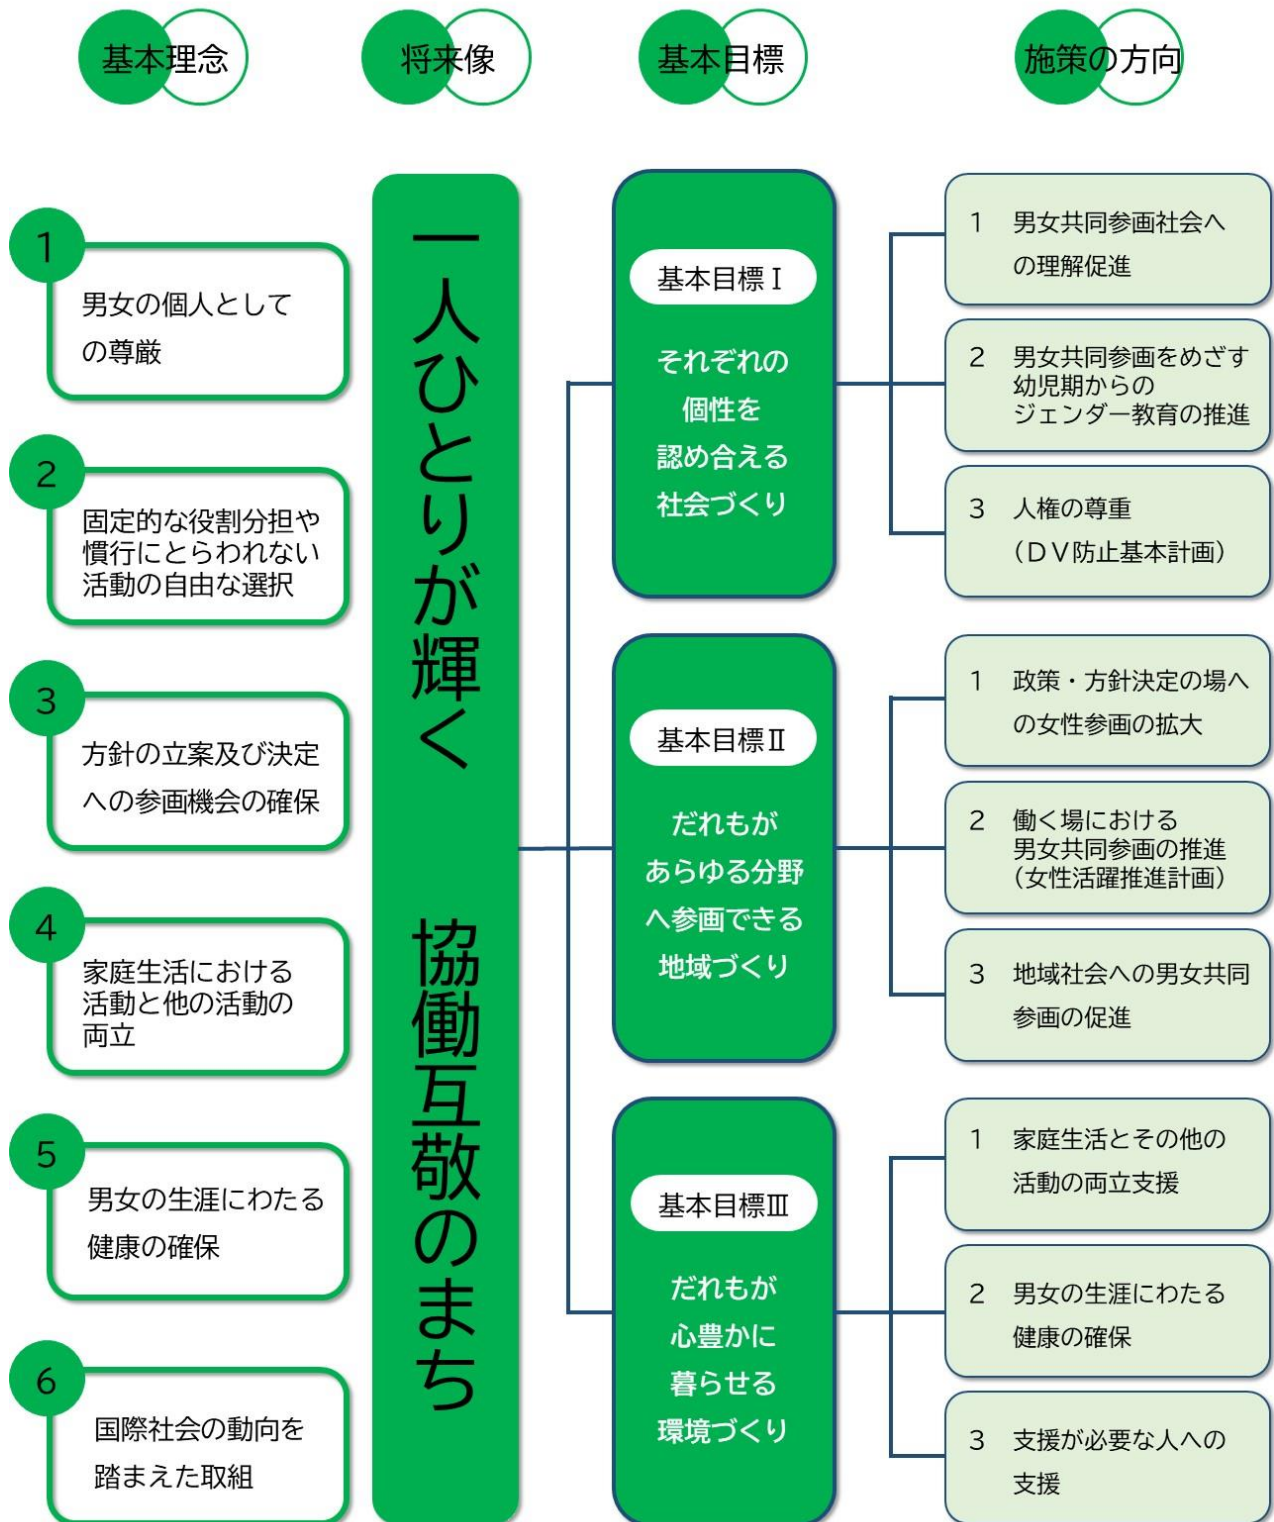 基本理念
将来像
基本目標
施策の方向
1
男女の個人として
の尊厳
2
固定的な役割分担や
慣行にとらわれない
活動の自由な選択
3
方針の立案及び決定
への参画機会の確保
4
家庭生活における
活動と他の活動の
両立
5
男女の生涯にわたる
健康の確保
6
国際社会の動向を
踏まえた取組
一人ひとりが輝く　協働互敬のまち
基本目標Ⅰ
それぞれの
個性を
認め合える
社会づくり
1　男女共同参画社会へ
の理解促進
2　男女共同参画をめざす
幼児期からの
ジェンダー教育の推進
3　人権の尊重
（ＤＶ防止基本計画）
基本目標Ⅱ
だれもが
あらゆる分野
へ参画できる
地域づくり
1　政策・方針決定の場へ
の女性参画の拡大
2　働く場における
男女共同参画の推進
（女性活躍推進計画）
3　地域社会への男女共同
参画の促進
基本目標Ⅲ
だれもが
心豊かに
暮らせる
環境づくり
1　家庭生活とその他の
活動の両立支援
2　男女の生涯にわたる
健康の確保
3　支援が必要な人への
支援